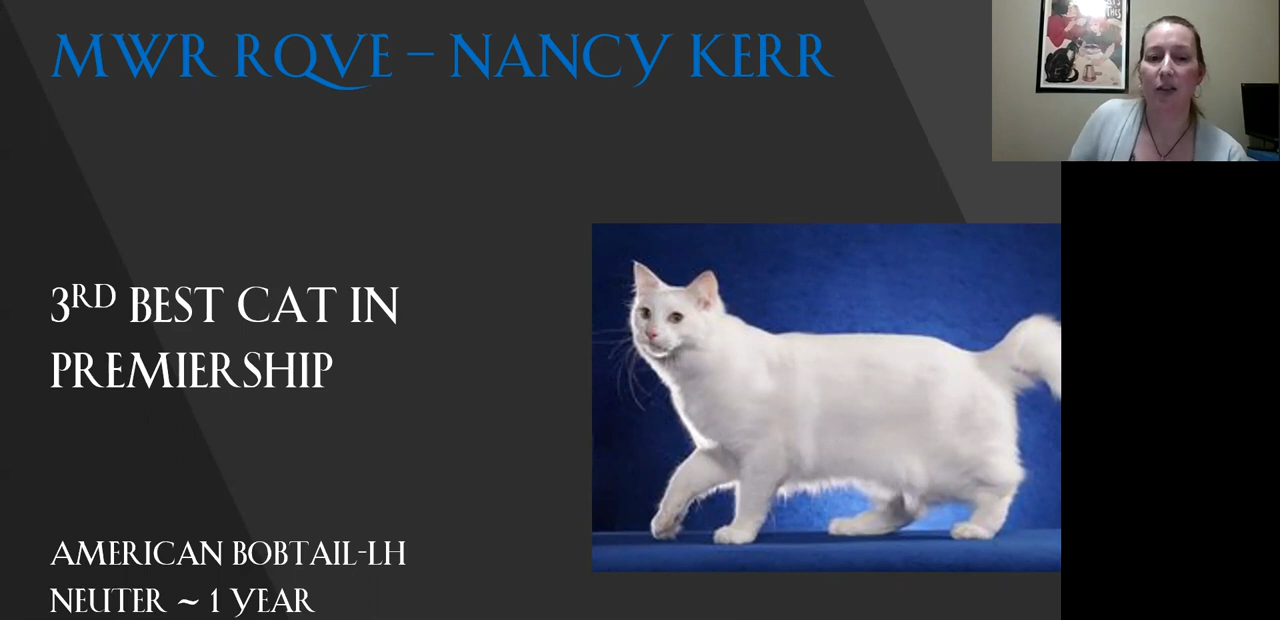 MWR RQVE – NANCY KERR
3RD BEST CAT IN
PREMIERSHIP
AMERICAN BOBTAIL-LH
NEUTER ~ 1 YEAR